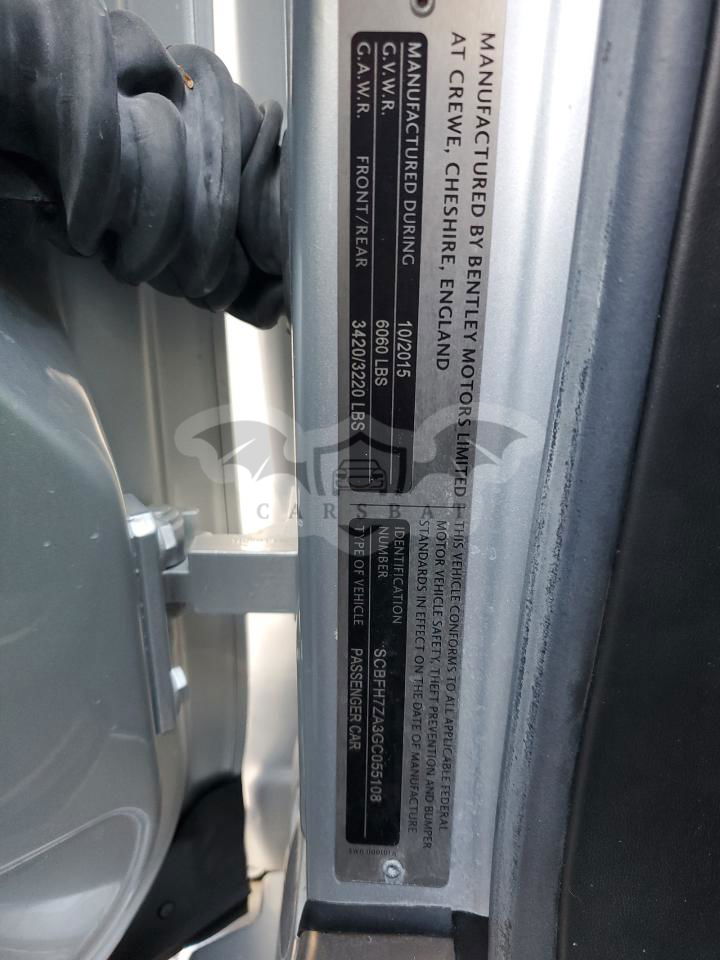 MANUFACTURED BY BENTLEY MOTORS LIMITED
AT CREWE, CHESHIRE, ENGLAND
MANUFACTURED DURING 10/2015
G.V.W.R. 6060 LBS
G.A.W.R. FRONT/REAR 3420/3220 LBS
THIS VEHICLE CONFORMS TO ALL APPLICABLE FEDERAL
MOTOR VEHICLE SAFETY, THEFT PREVENTION AND BUMPER
STANDARDS IN EFFECT ON THE DATE OF MANUFACTURE
IDENTIFICATION
NUMBER SCBFH7ZA3GC055108
TYPE OF VEHICLE PASSENGER CAR
CARSBAT